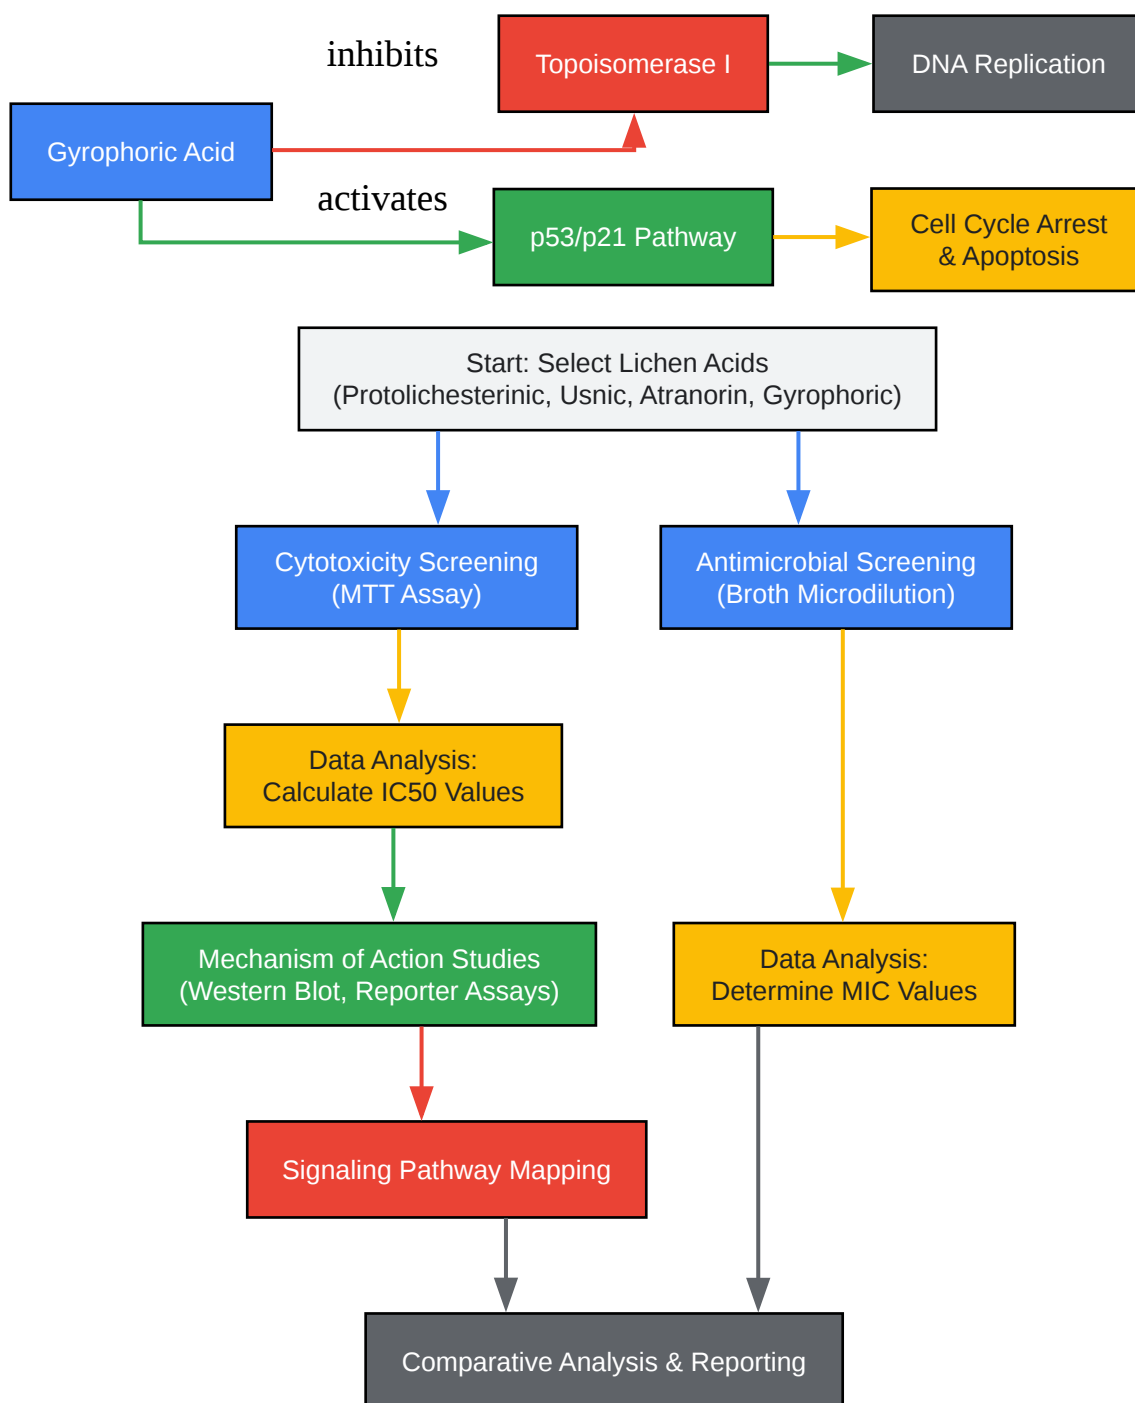 inhibits
Topoisomerase I
DNA Replication
Gyrophoric Acid
activates
p53/p21 Pathway
Cell Cycle Arrest
& Apoptosis
Start: Select Lichen Acids
(Protolichesterinic, Usnic, Atranorin, Gyrophoric)
Cytotoxicity Screening
(MTT Assay)
Antimicrobial Screening
(Broth Microdilution)
Data Analysis:
Calculate IC50 Values
Mechanism of Action Studies
(Western Blot, Reporter Assays)
Data Analysis:
Determine MIC Values
Signaling Pathway Mapping
Comparative Analysis & Reporting